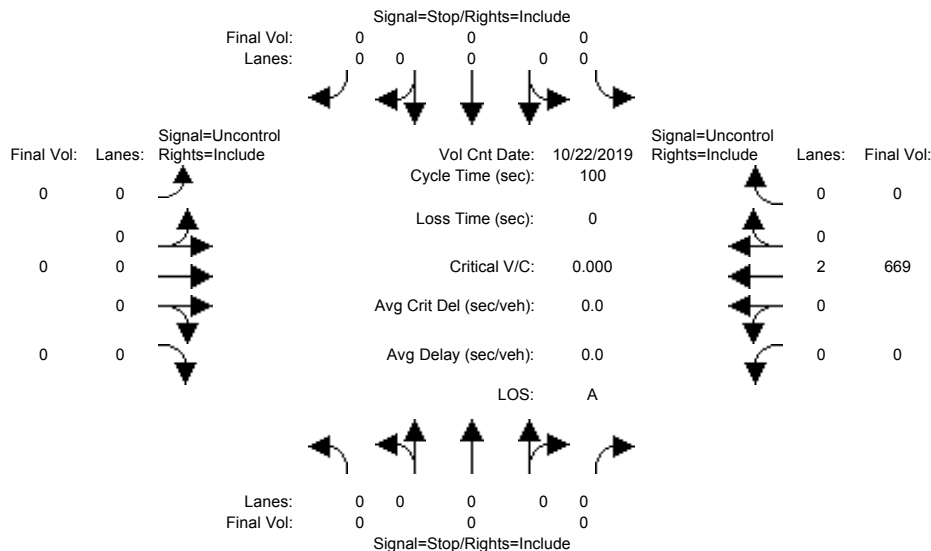 Signal=Stop/Rights=Include
Final Vol: 0 0 0
Lanes: 0 0 0 0 0
Signal=Uncontrol Signal=Uncontrol
Final Vol: Lanes: Rights=Include Vol Cnt Date: 10/22/2019 Rights=Include Lanes: Final Vol:
Cycle Time (sec): 100
0 0 0 0
Loss Time (sec): 0
0 0
0 0 Critical V/C: 0.000 2 669
0 Avg Crit Del (sec/veh): 0.0 0
0 0 Avg Delay (sec/veh): 0.0 0 0
LOS: A
Lanes: 0 0 0 0 0
Final Vol: 0 0 0
Signal=Stop/Rights=Include